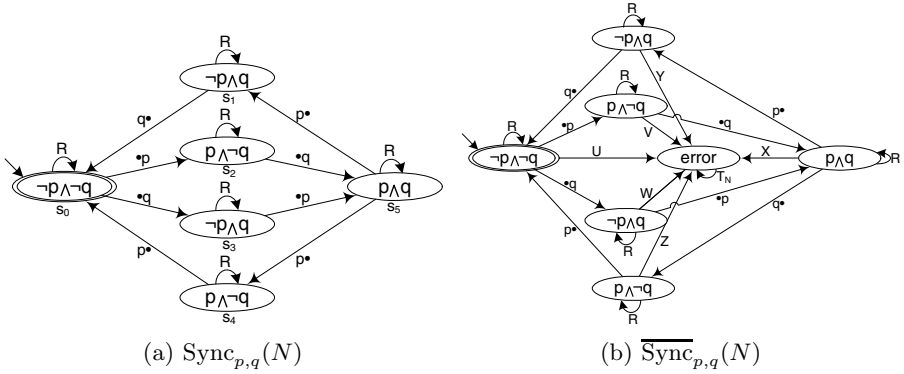 R
¬p∧q
s₁
q•
p•
R
p∧¬q
s₂
•p
•q
R
¬p∧¬q
s₀
R
p∧q
s₅
•q
R
¬p∧q
s₃
•p
p•
p•
R
p∧¬q
s₄
(a) Sync_{p,q}(N)
R
¬p∧q
Y
q•
p•
R
p∧¬q
V
•p
•q
R
¬p∧¬q
U
error
X
p∧q
R
T_N
•q
W
•p
¬p∧q
R
p•
Z
q•
p∧¬q
R
(b) \overline{Sync}_{p,q}(N)